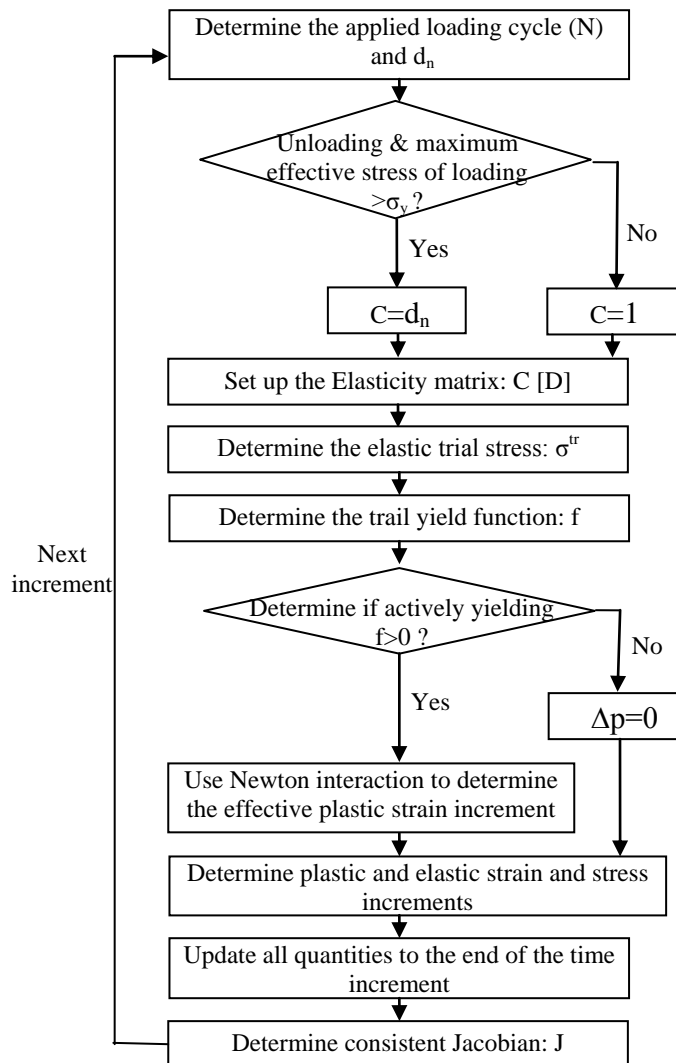 Determine the applied loading cycle (N)
and dₙ
Unloading & maximum
effective stress of loading
>σᵧ ?
Yes
No
C=dₙ
C=1
Set up the Elasticity matrix: C [D]
Determine the elastic trial stress: σᵗʳ
Determine the trail yield function: f
Next
increment
Determine if actively yielding
f>0 ?
No
Yes
Δp=0
Use Newton interaction to determine
the effective plastic strain increment
Determine plastic and elastic strain and stress
increments
Update all quantities to the end of the time
increment
Determine consistent Jacobian: J